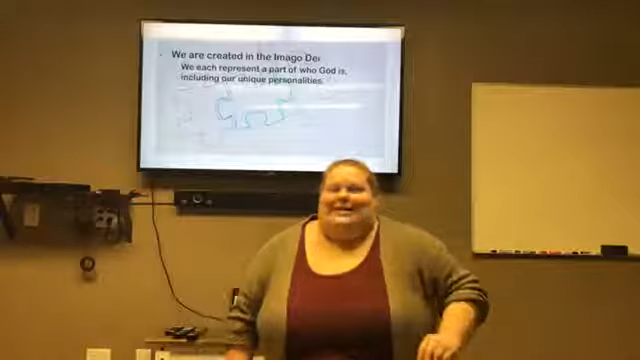 We are created in the Imago Dei
We each represent a part of who God is,
including our unique personalities.